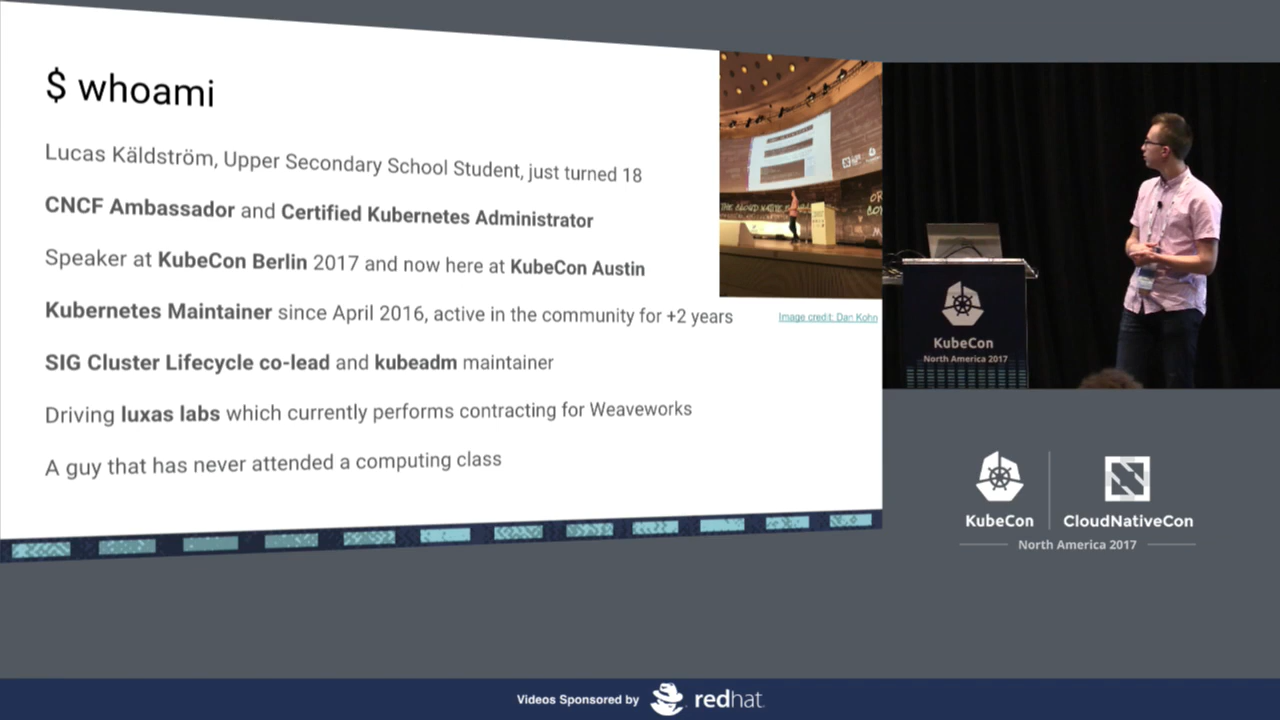 $ whoami
Lucas Käldström, Upper Secondary School Student, just turned 18
CNCF Ambassador and Certified Kubernetes Administrator
Speaker at KubeCon Berlin 2017 and now here at KubeCon Austin
Kubernetes Maintainer since April 2016, active in the community for +2 years
SIG Cluster Lifecycle co-lead and kubeadm maintainer
Driving luxas labs which currently performs contracting for Weaveworks
A guy that has never attended a computing class
Image credit: Dan Kohn
KubeCon
North America 2017
KubeCon
CloudNativeCon
North America 2017
Videos Sponsored by
redhat.